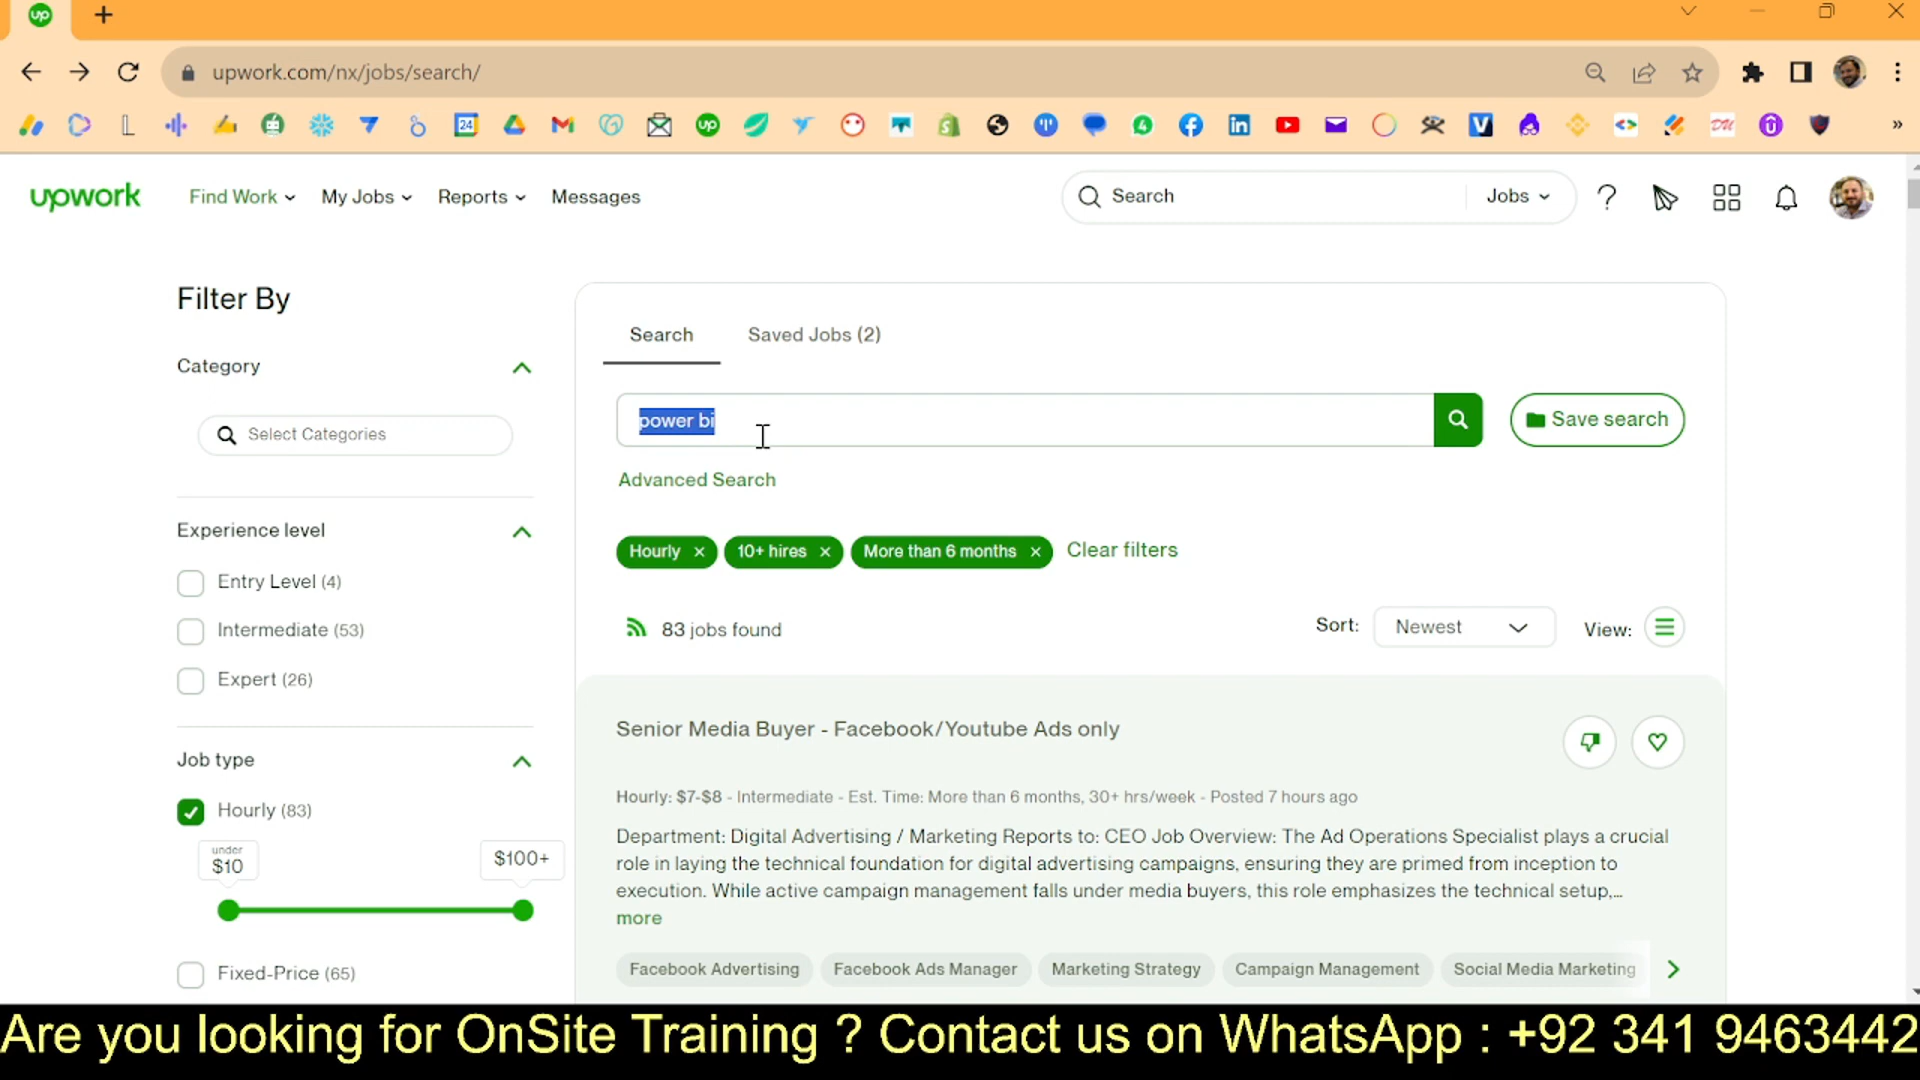 up
upwork.com/nx/jobs/search/
24
up
4
DU
upwork
Find Work
My Jobs
Reports
Messages
Search
Jobs
Filter By
Category
Select Categories
Experience level
Entry Level (4)
Intermediate (53)
Expert (26)
Job type
Hourly (83)
under
$10
$100+
Fixed-Price (65)
Search
Saved Jobs (2)
power bi
Save search
Advanced Search
Hourly
10+ hires
More than 6 months
Clear filters
83 jobs found
Sort:
Newest
View:
Senior Media Buyer - Facebook/Youtube Ads only
Hourly: $7-$8 - Intermediate - Est. Time: More than 6 months, 30+ hrs/week - Posted 7 hours ago
Department: Digital Advertising / Marketing Reports to: CEO Job Overview: The Ad Operations Specialist plays a crucial
role in laying the technical foundation for digital advertising campaigns, ensuring they are primed from inception to
execution. While active campaign management falls under media buyers, this role emphasizes the technical setup,...
more
Facebook Advertising
Facebook Ads Manager
Marketing Strategy
Campaign Management
Social Media Marketing
Are you looking for OnSite Training ? Contact us on WhatsApp : +92 341 9463442